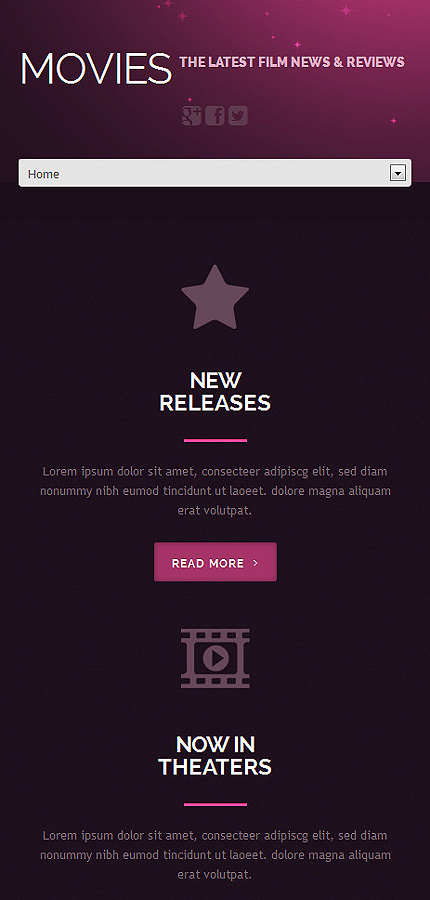 MOVIES THE LATEST FILM NEWS & REVIEWS
Home
NEW
RELEASES
Lorem ipsum dolor sit amet, consecteer adipiscg elit, sed diam
nonummy nibh eumod tincidunt ut laoeet. dolore magna aliquam
erat volutpat.
READ MORE >
NOW IN
THEATERS
Lorem ipsum dolor sit amet, consecteer adipiscg elit, sed diam
nonummy nibh eumod tincidunt ut laoeet. dolore magna aliquam
erat volutpat.